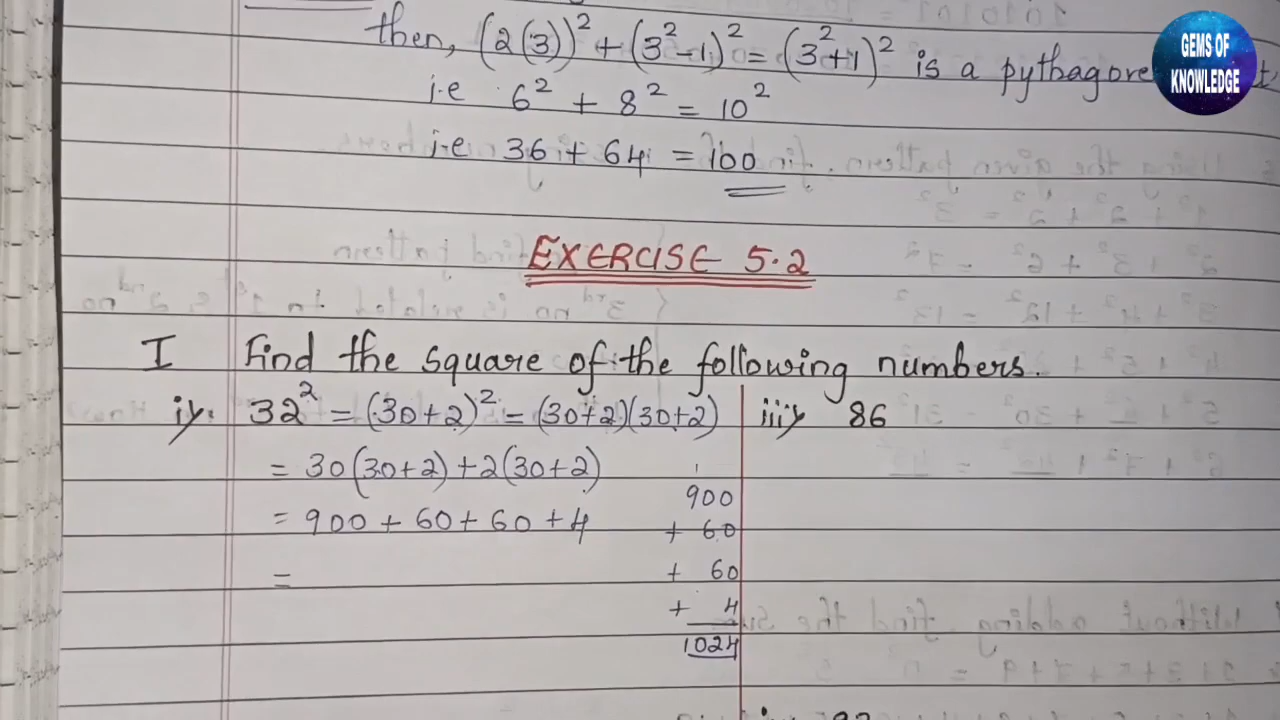 then, (2(3))² + (3²-1)² = (3²+1)² is a
GEMS OF
KNOWLEDGE
i.e 6² + 8² = 10²
i.e 36 + 64 = 100
EXERCISE 5.2
I Find the square of the following numbers.
i) 32² = (30+2)² = (30+2)(30+2)
= 30(30+2) + 2(30+2)
= 900 + 60 + 60 + 4
=
1
900
+ 60
+ 60
+ 4
1024
iii) 86